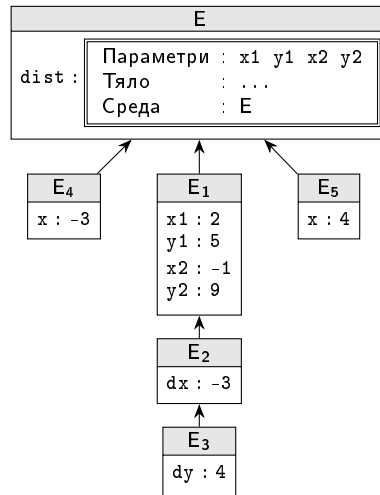 E
dist : Параметри : x1 y1 x2 y2
Тяло : ...
Среда : E
E4
x : -3
E1
x1 : 2
y1 : 5
x2 : -1
y2 : 9
E5
x : 4
E2
dx : -3
E3
dy : 4